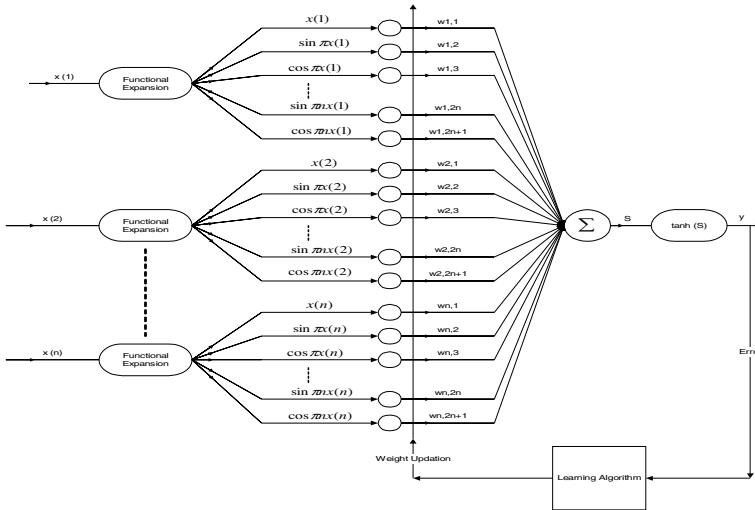 x(1)
w1,1
sin πx(1)
w1,2
x (1)
Functional
Expansion
cos πx(1)
w1,3
sin πnx(1)
w1,2n
cos πnx(1)
w1,2n+1
x(2)
w2,1
sin πx(2)
w2,2
x (2)
Functional
Expansion
cos πx(2)
w2,3
Σ
S
tanh (S)
y
sin πnx(2)
w2,2n
cos πnx(2)
w2,2n+1
x(n)
wn,1
sin πx(n)
wn,2
x (n)
Functional
Expansion
cos πx(n)
wn,3
Erro
sin πnx(n)
wn,2n
cos πnx(n)
wn,2n+1
Weight Updation
Learning Algorithm